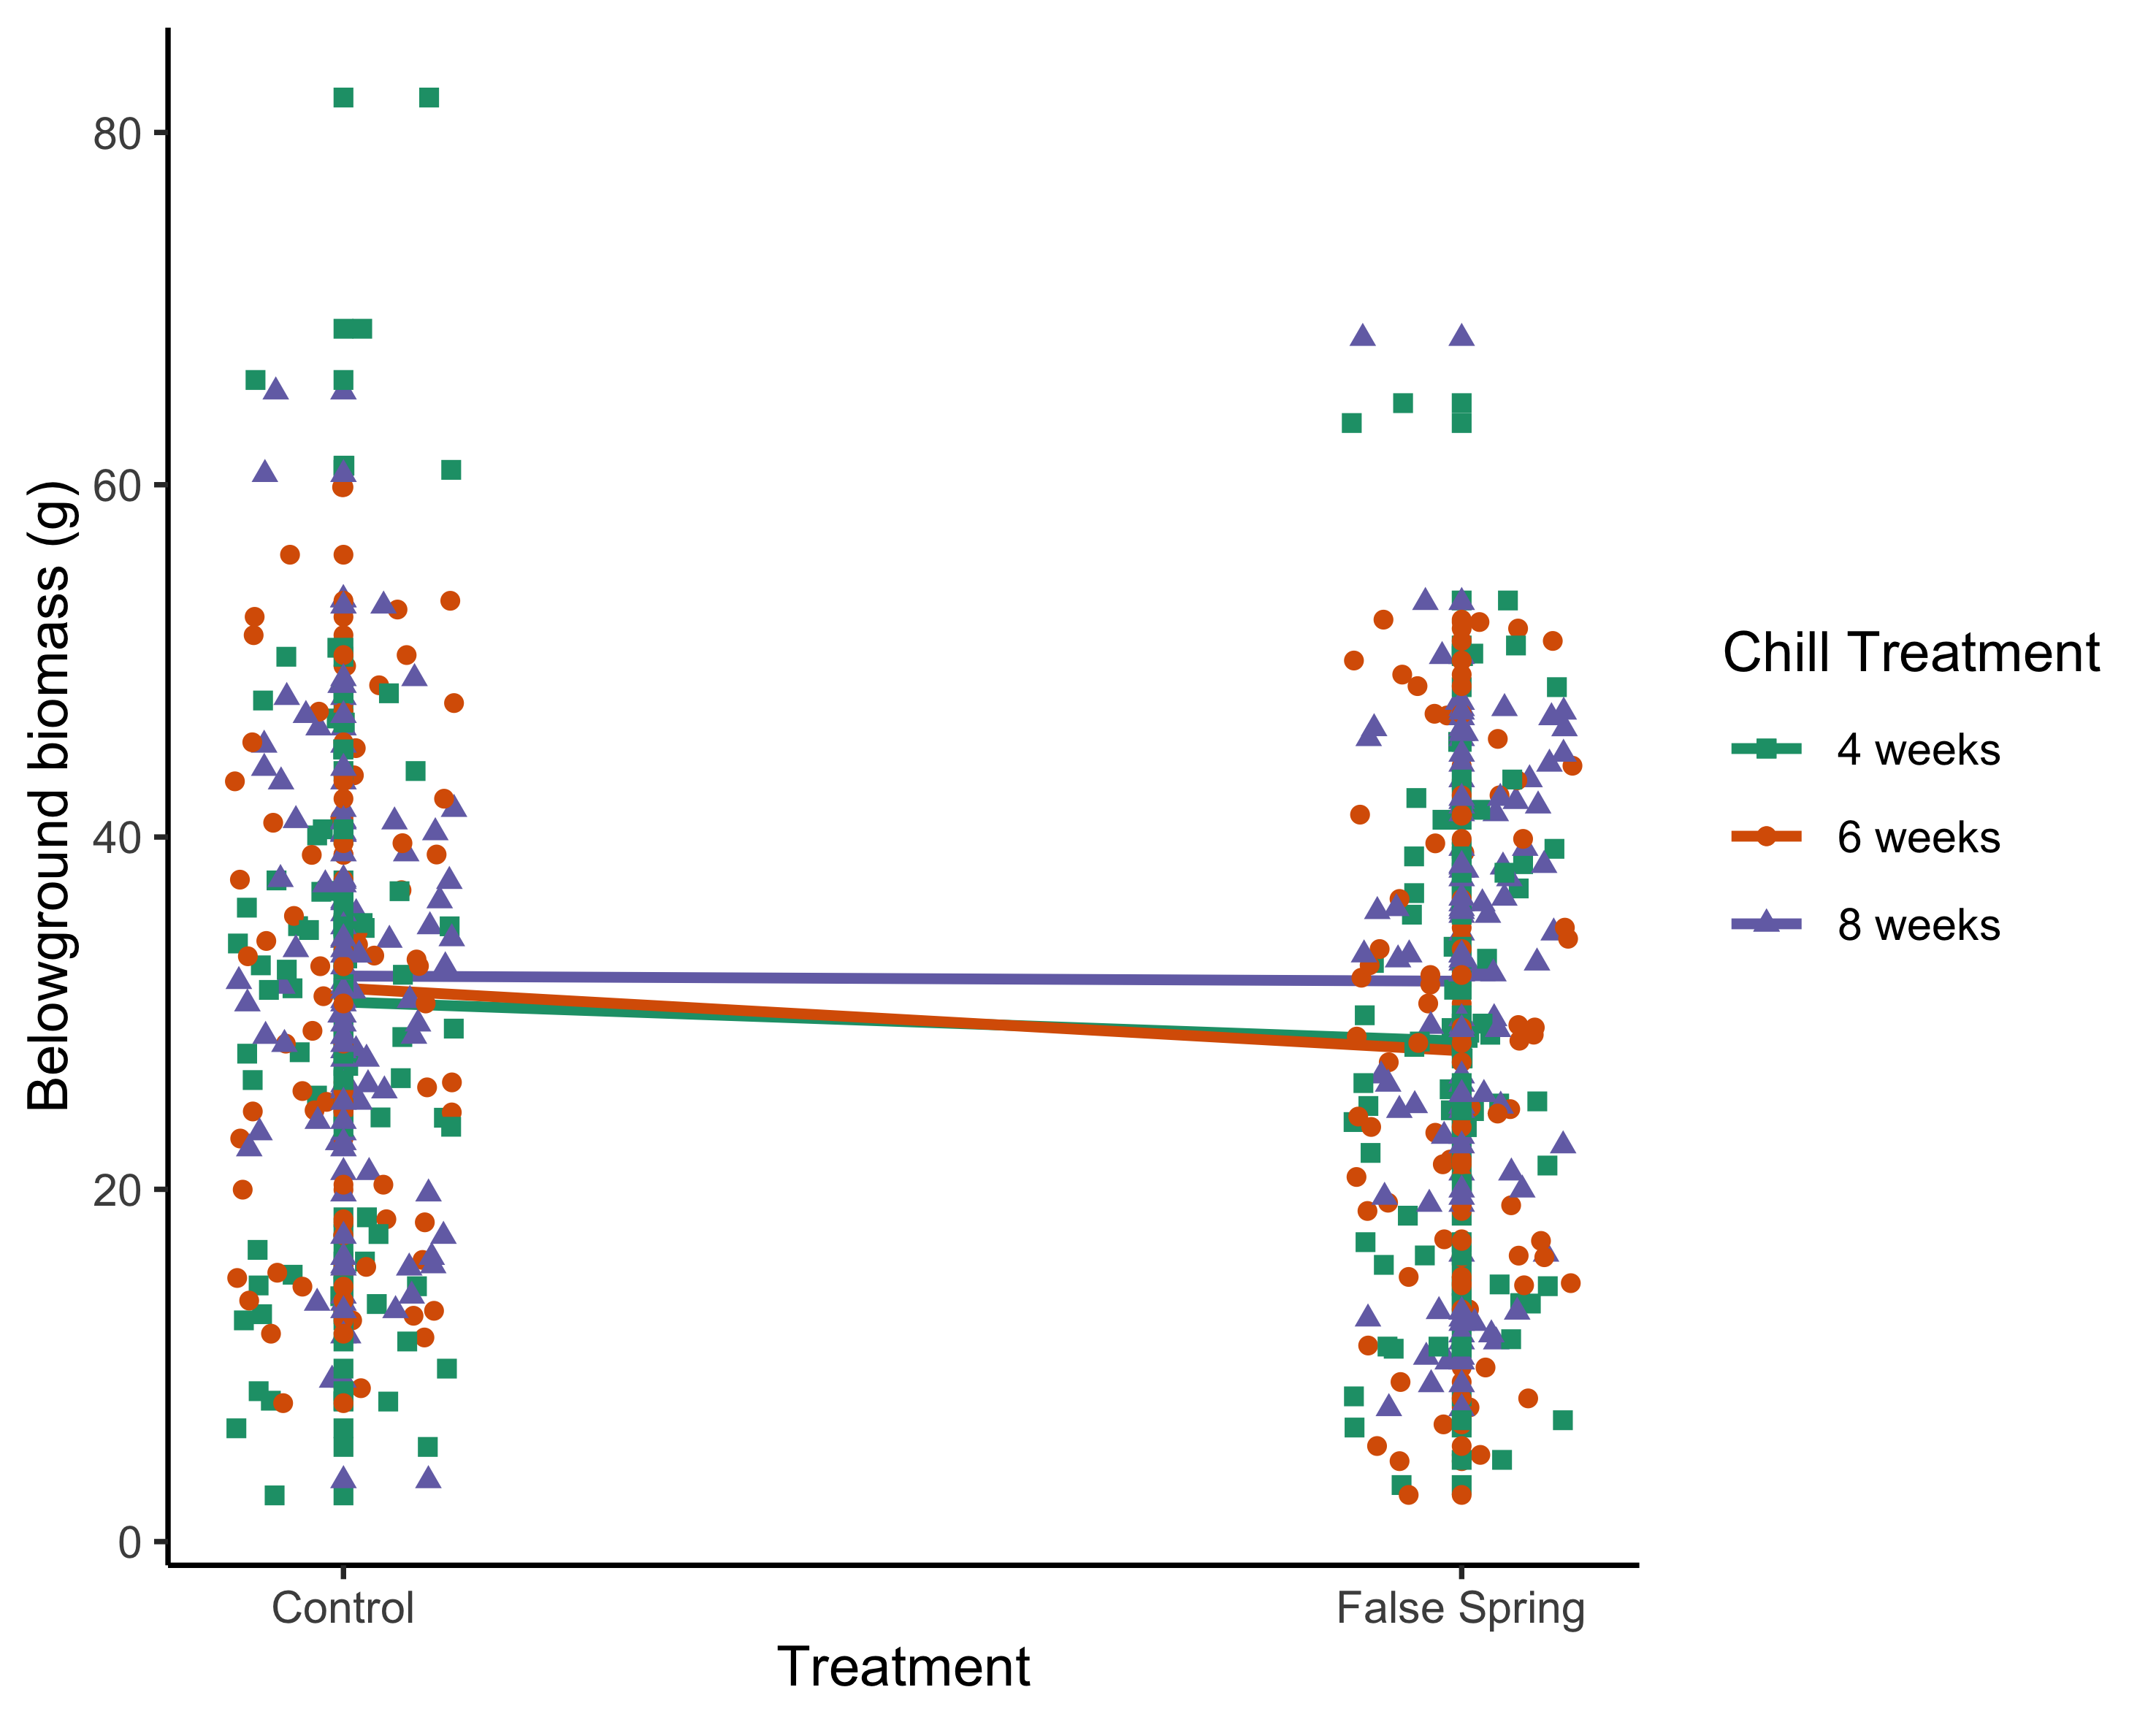 Belowground biomass (g)
80
60
40
20
0
Control
False Spring
Treatment
Chill Treatment
4 weeks
6 weeks
8 weeks